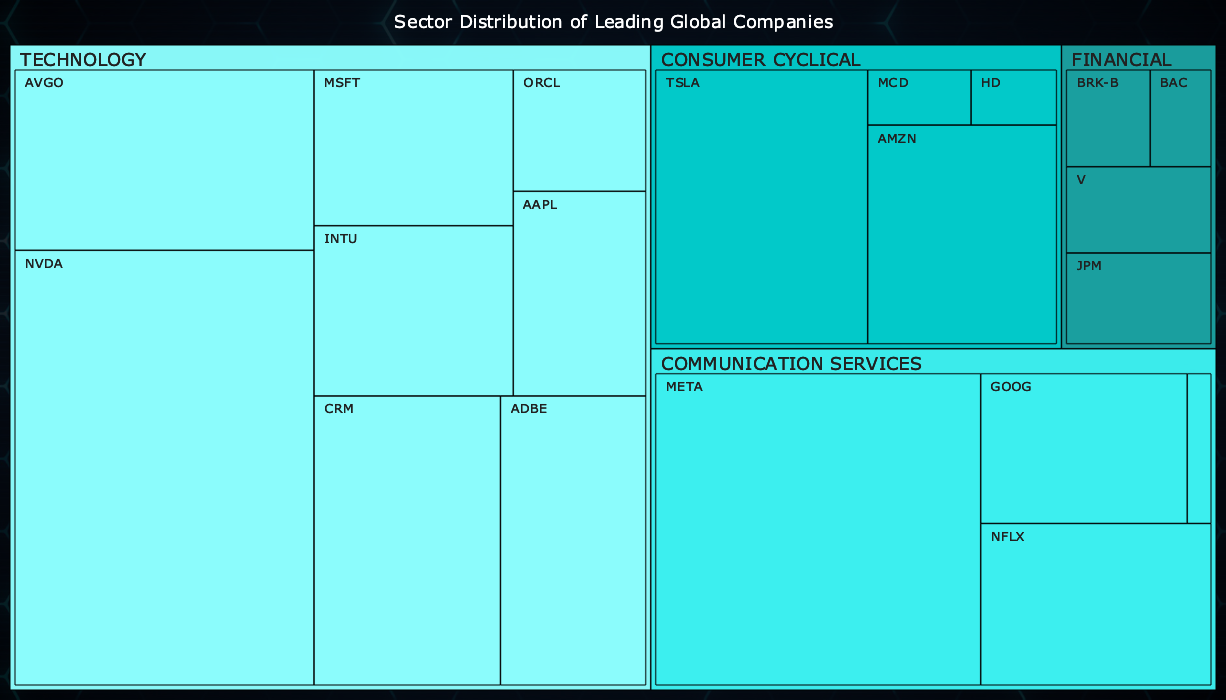 Sector Distribution of Leading Global Companies
TECHNOLOGY
AVGO
MSFT
ORCL
AAPL
INTU
NVDA
CRM
ADBE
CONSUMER CYCLICAL
TSLA
MCD
HD
AMZN
FINANCIAL
BRK-B
BAC
V
JPM
COMMUNICATION SERVICES
META
GOOG
NFLX